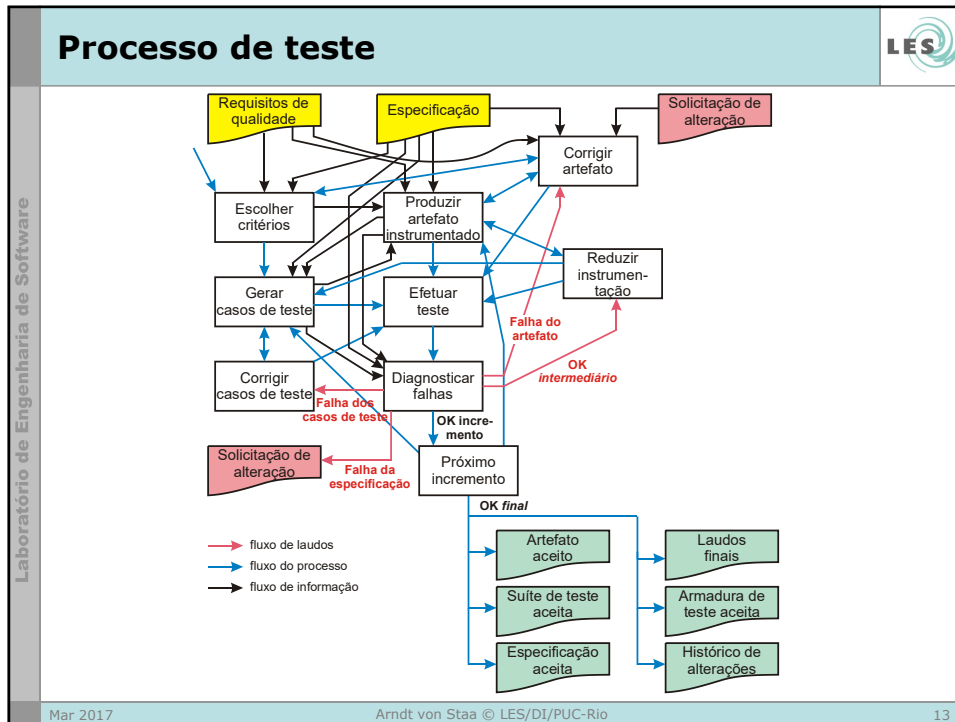 Processo de teste
LES
Laboratório de Engenharia de Software
Requisitos de
qualidade
Especificação
Solicitação de
alteração
Corrigir
artefato
Escolher
critérios
Produzir
artefato
instrumentado
Reduzir
instrumen-
tação
Gerar
casos de teste
Efetuar
teste
Falha do
artefato
OK
intermediário
Corrigir
casos de teste
Diagnosticar
falhas
Falha dos
casos de teste
OK incre-
mento
Solicitação de
alteração
Falha da
especificação
Próximo
incremento
OK final
fluxo de laudos
fluxo do processo
fluxo de informação
Artefato
aceito
Laudos
finais
Suíte de teste
aceita
Armadura de
teste aceita
Especificação
aceita
Histórico de
alterações
Mar 2017
Arndt von Staa © LES/DI/PUC-Rio
13